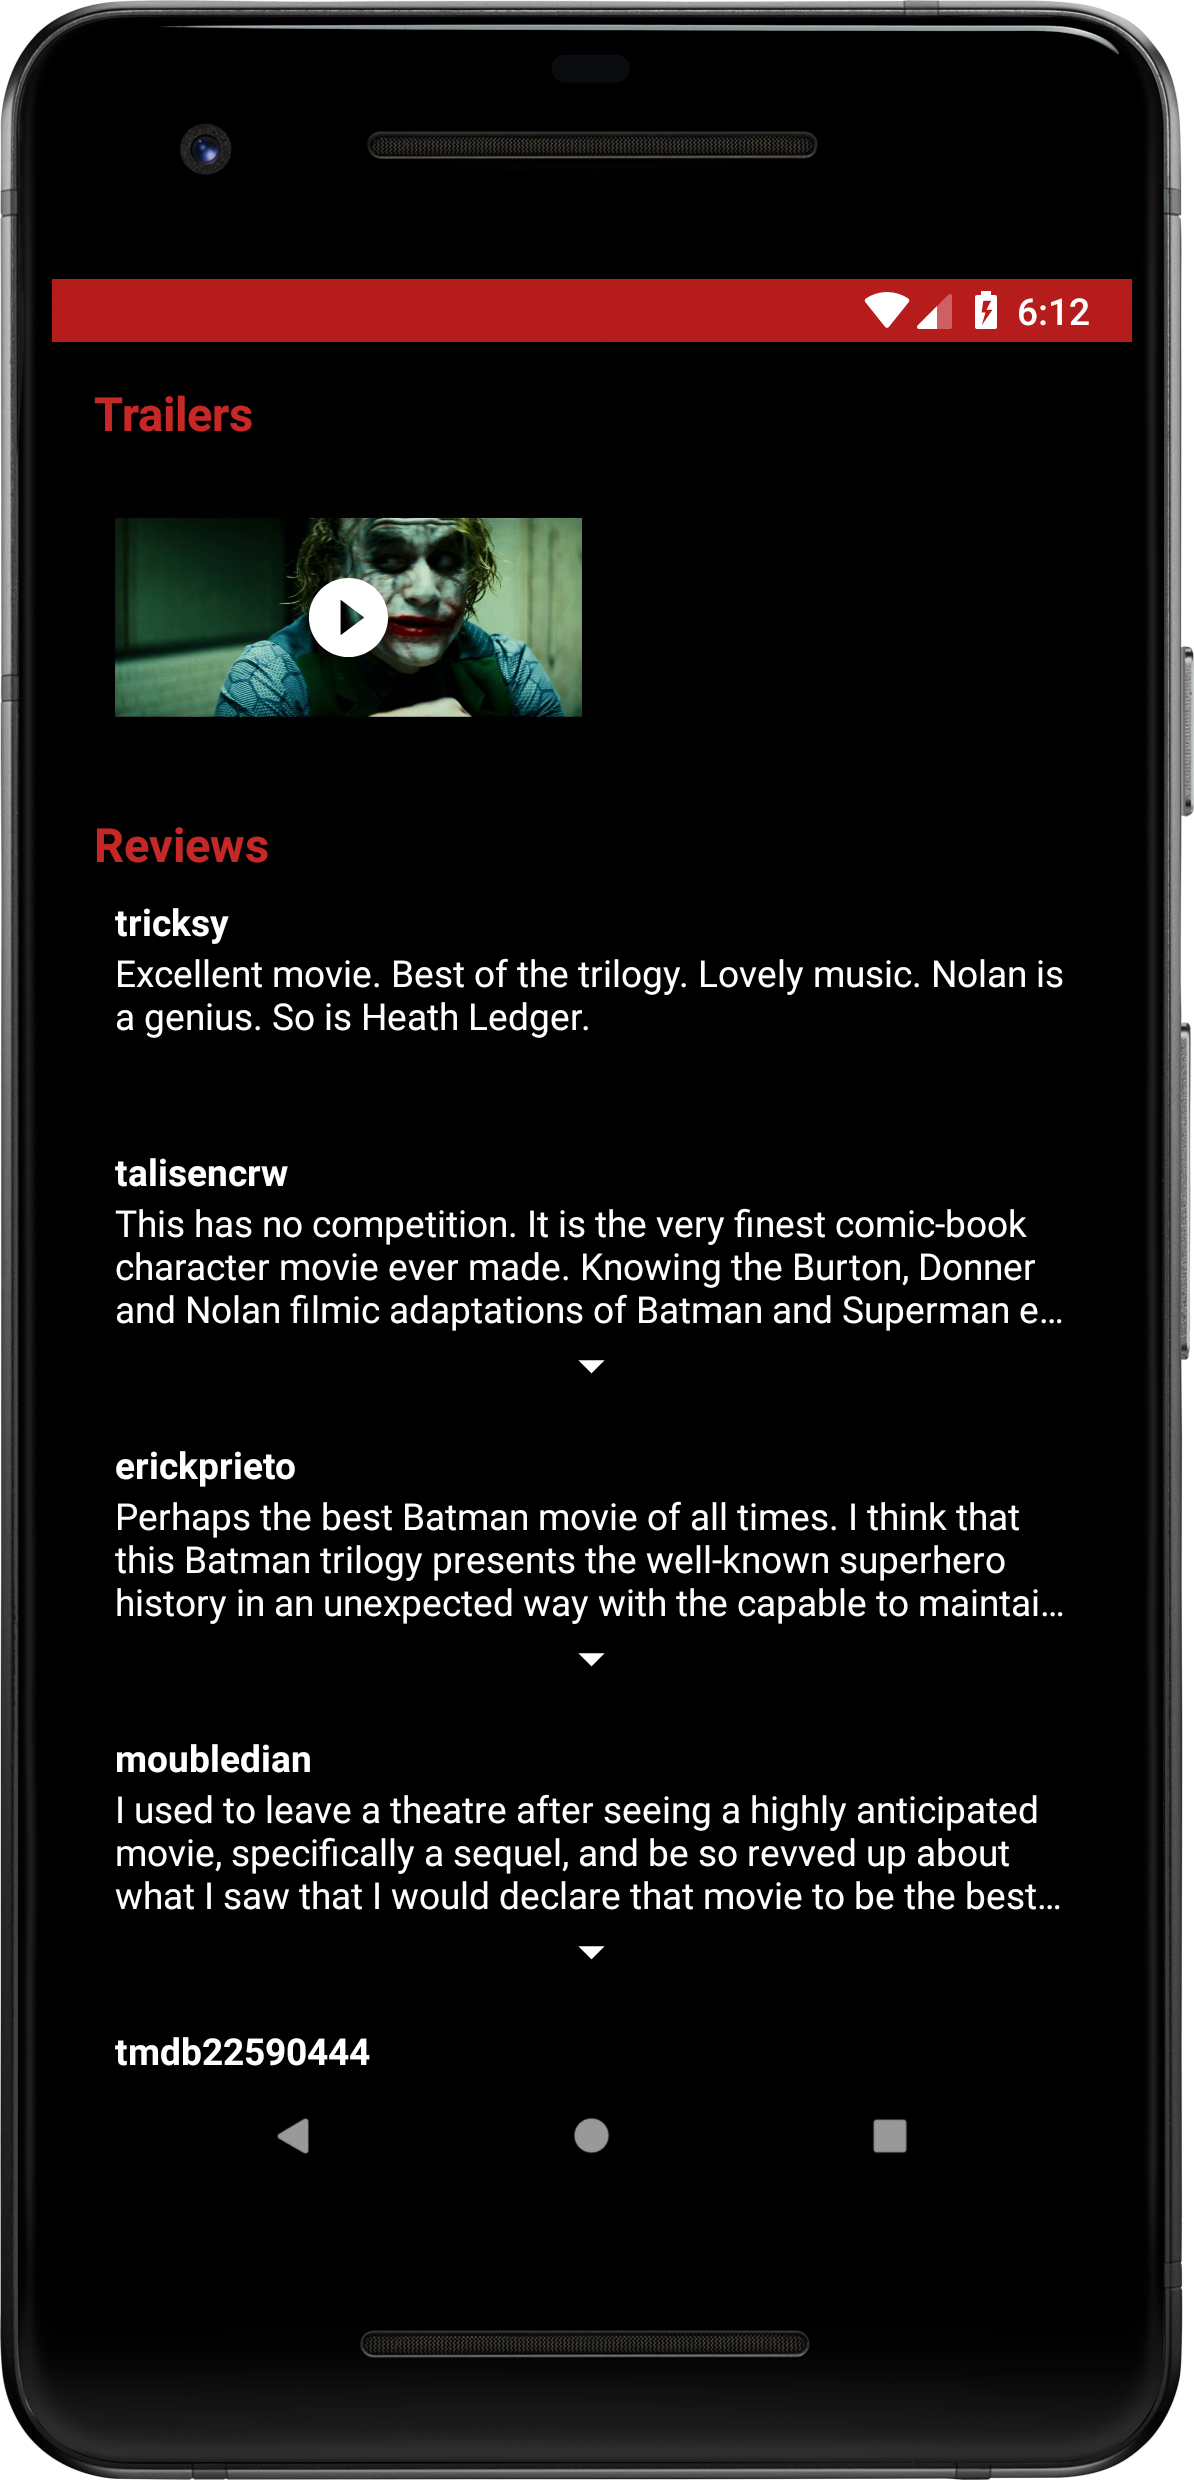 6:12
Trailers
Reviews
tricksy
Excellent movie. Best of the trilogy. Lovely music. Nolan is
a genius. So is Heath Ledger.
talisencrw
This has no competition. It is the very finest comic-book
character movie ever made. Knowing the Burton, Donner
and Nolan filmic adaptations of Batman and Superman e…
erickprieto
Perhaps the best Batman movie of all times. I think that
this Batman trilogy presents the well-known superhero
history in an unexpected way with the capable to maintai…
moubledian
I used to leave a theatre after seeing a highly anticipated
movie, specifically a sequel, and be so revved up about
what I saw that I would declare that movie to be the best…
tmdb22590444